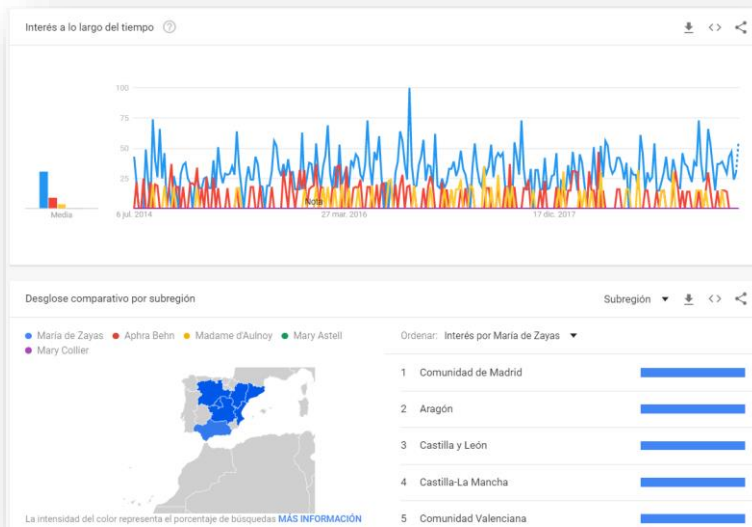 Interés a lo largo del tiempo
100
75
50
25
Nota
Media
6 jul. 2014
27 mar. 2016
17 dic. 2017
Desglose comparativo por subregión
Subregión
María de Zayas
Aphra Behn
Madame d'Aulnoy
Mary Astell
Mary Collier
La intensidad del color representa el porcentaje de búsquedas MÁS INFORMACIÓN
Ordenar: Interés por María de Zayas
1 Comunidad de Madrid
2 Aragón
3 Castilla y León
4 Castilla-La Mancha
5 Comunidad Valenciana